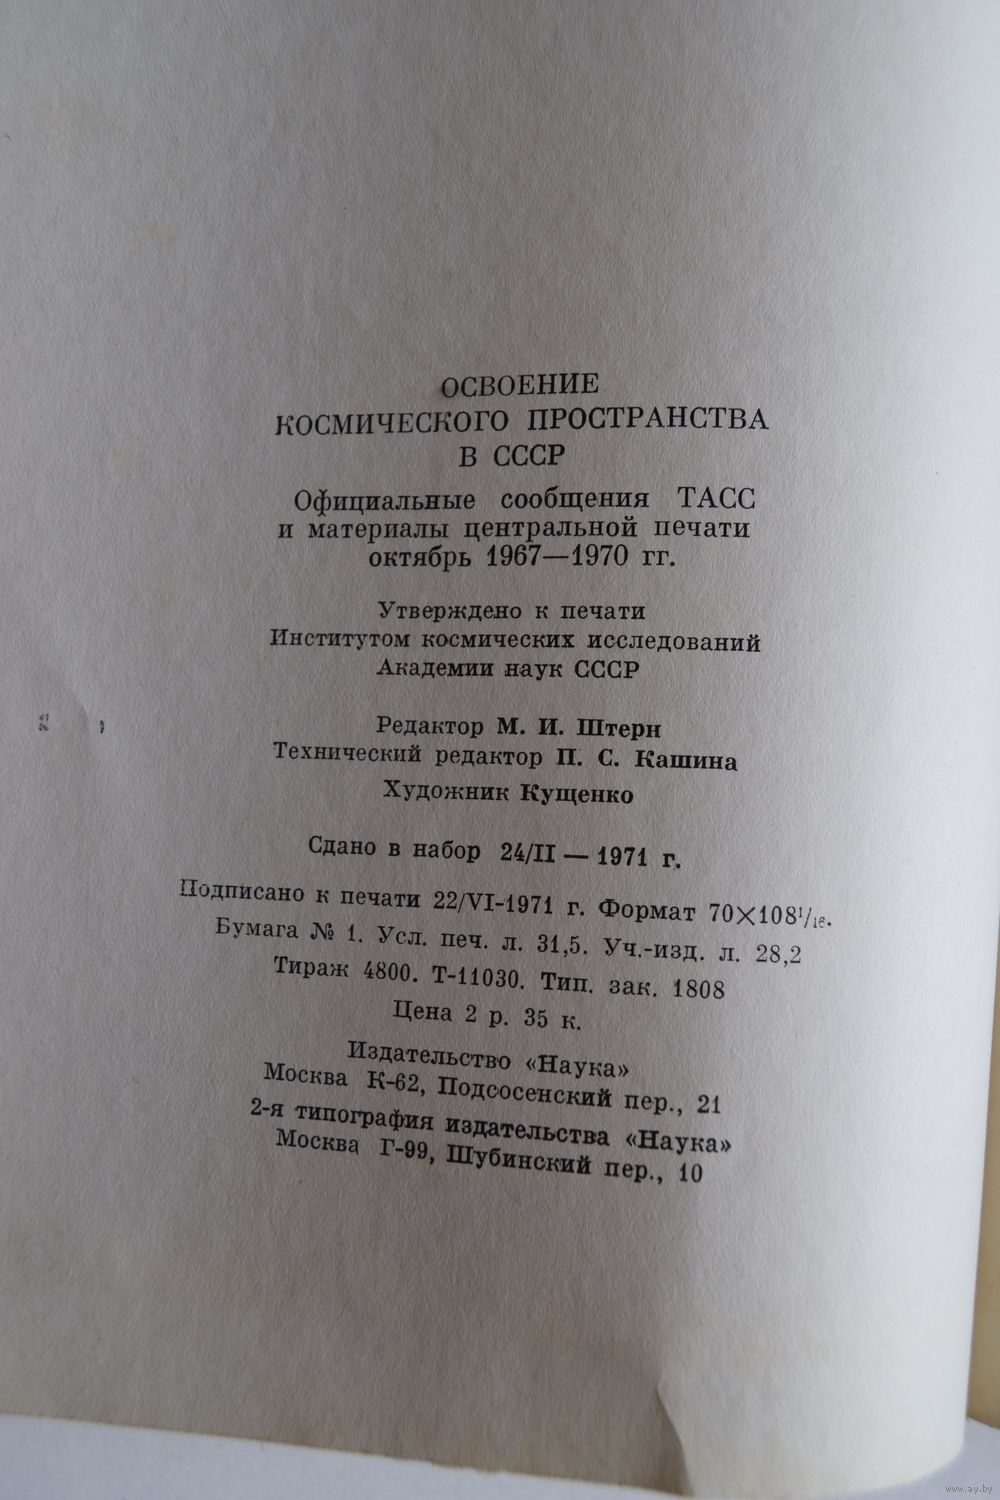 ОСВОЕНИЕ
КОСМИЧЕСКОГО ПРОСТРАНСТВА
В СССР
Официальные сообщения ТАСС
и материалы центральной печати
октябрь 1967—1970 гг.
Утверждено к печати
Институтом космических исследований
Академии наук СССР
Редактор М. И. Штерн
Технический редактор П. С. Кашина
Художник Кущенко
Сдано в набор 24/II — 1971 г.
Подписано к печати 22/VI-1971 г. Формат 70×108¹/₁₆.
Бумага № 1. Усл. печ. л. 31,5. Уч.-изд. л. 28,2
Тираж 4800. Т-11030. Тип. зак. 1808
Цена 2 р. 35 к.
Издательство «Наука»
Москва К-62, Подсосенский пер., 21
2-я типография издательства «Наука»
Москва Г-99, Шубинский пер., 10
www.ay.by